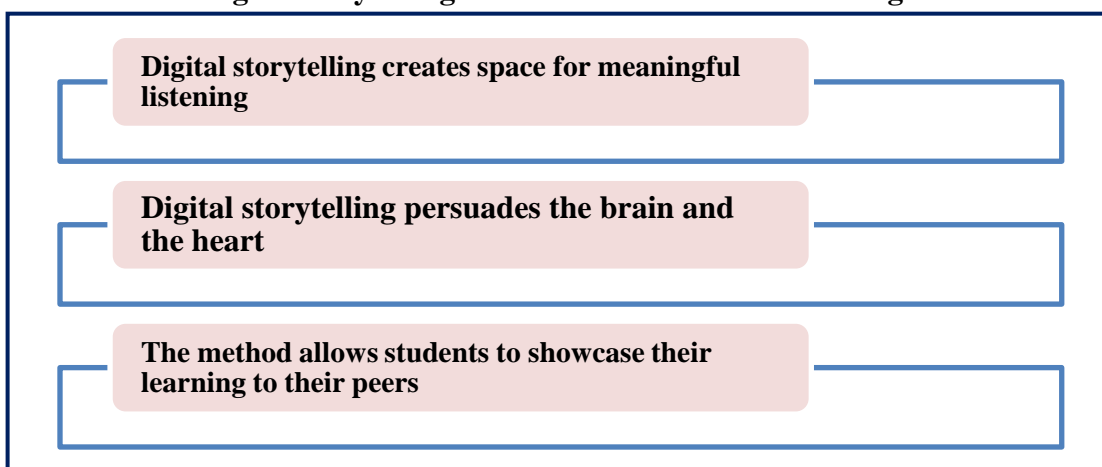 Digital storytelling creates space for meaningful
listening
Digital storytelling persuades the brain and
the heart
The method allows students to showcase their
learning to their peers